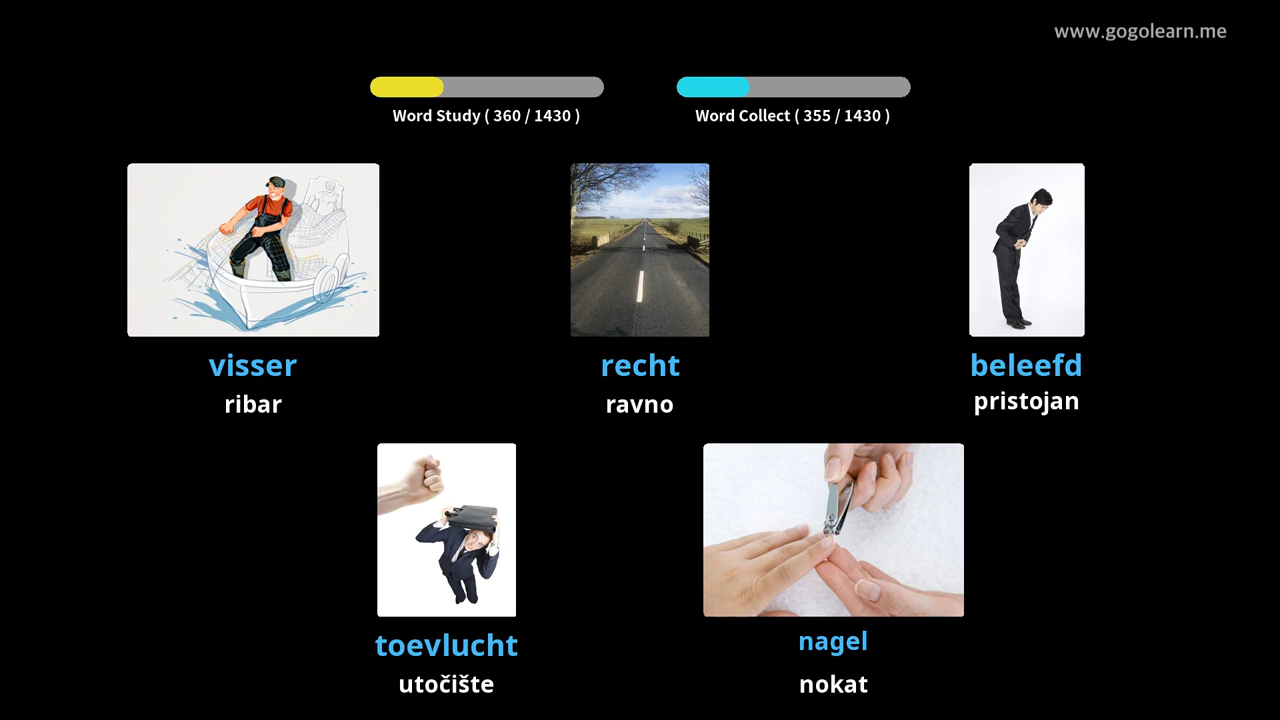 www.gogolearn.me
Word Study ( 360 / 1430 )
Word Collect ( 355 / 1430 )
visser
ribar
recht
ravno
beleefd
pristojan
toevlucht
utočište
nagel
nokat